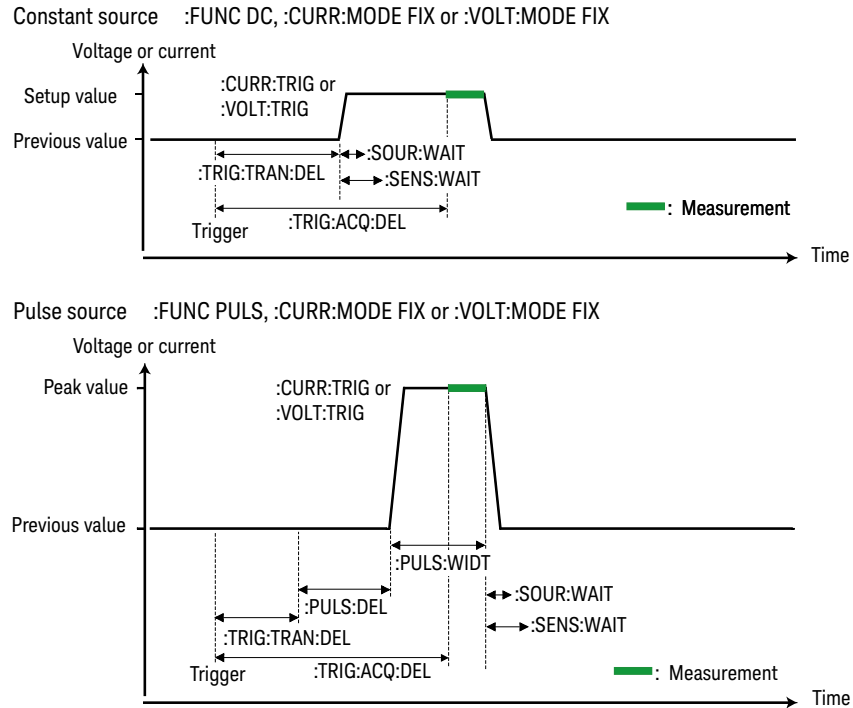 Constant source :FUNC DC, :CURR:MODE FIX or :VOLT:MODE FIX
Voltage or current
:CURR:TRIG or
Setup value
:VOLT:TRIG
Previous value
:SOUR:WAIT
:TRIG:TRAN:DEL
:SENS:WAIT
: Measurement
:TRIG:ACQ:DEL
Trigger
Time
Pulse source :FUNC PULS, :CURR:MODE FIX or :VOLT:MODE FIX
Voltage or current
Peak value
:CURR:TRIG or
:VOLT:TRIG
Previous value
:PULS:WIDT
:SOUR:WAIT
:PULS:DEL
:SENS:WAIT
:TRIG:TRAN:DEL
Trigger
:TRIG:ACQ:DEL
: Measurement
Time